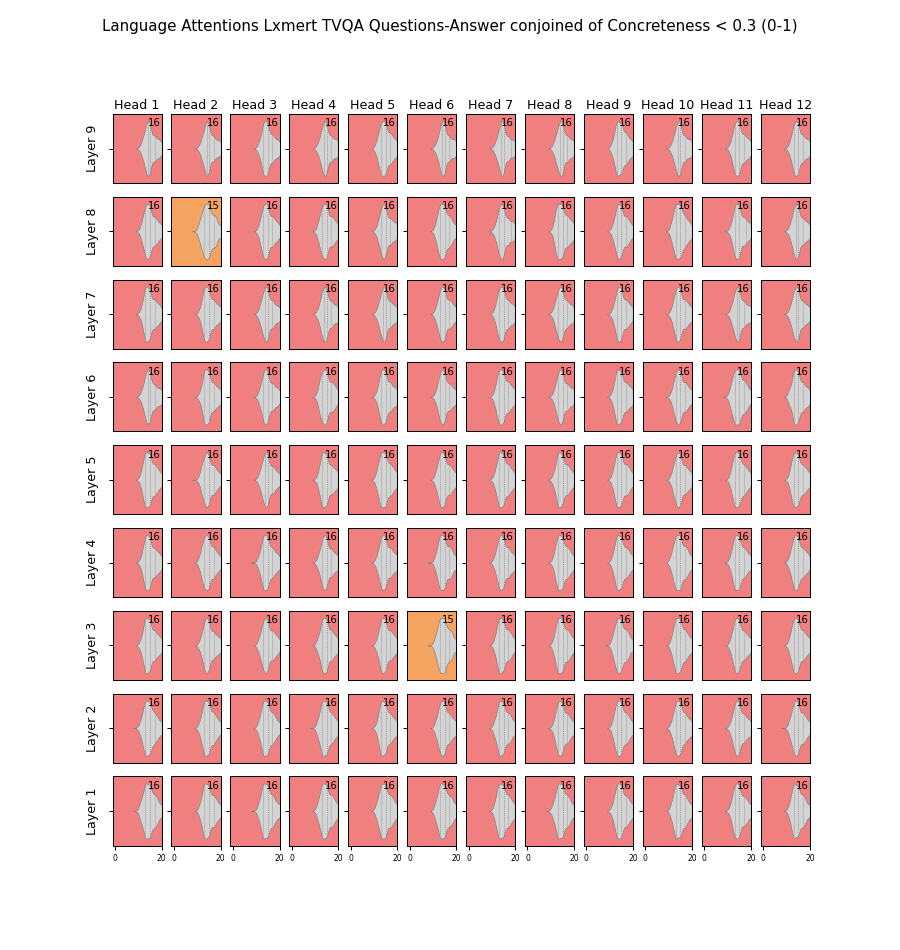 Language Attentions Lxmert TVQA Questions-Answer conjoined of Concreteness < 0.3 (0-1)
Head 1 Head 2 Head 3 Head 4 Head 5 Head 6 Head 7 Head 8 Head 9 Head 10 Head 11 Head 12
Layer 9 16 16 16 16 16 16 16 16 16 16 16 16
Layer 8 16 15 16 16 16 16 16 16 16 16 16 16
Layer 7 16 16 16 16 16 16 16 16 16 16 16 16
Layer 6 16 16 16 16 16 16 16 16 16 16 16 16
Layer 5 16 16 16 16 16 16 16 16 16 16 16 16
Layer 4 16 16 16 16 16 16 16 16 16 16 16 16
Layer 3 16 16 16 16 16 15 16 16 16 16 16 16
Layer 2 16 16 16 16 16 16 16 16 16 16 16 16
Layer 1 16 16 16 16 16 16 16 16 16 16 16 16
0 20 0 20 0 20 0 20 0 20 0 20 0 20 0 20 0 20 0 20 0 20 0 20